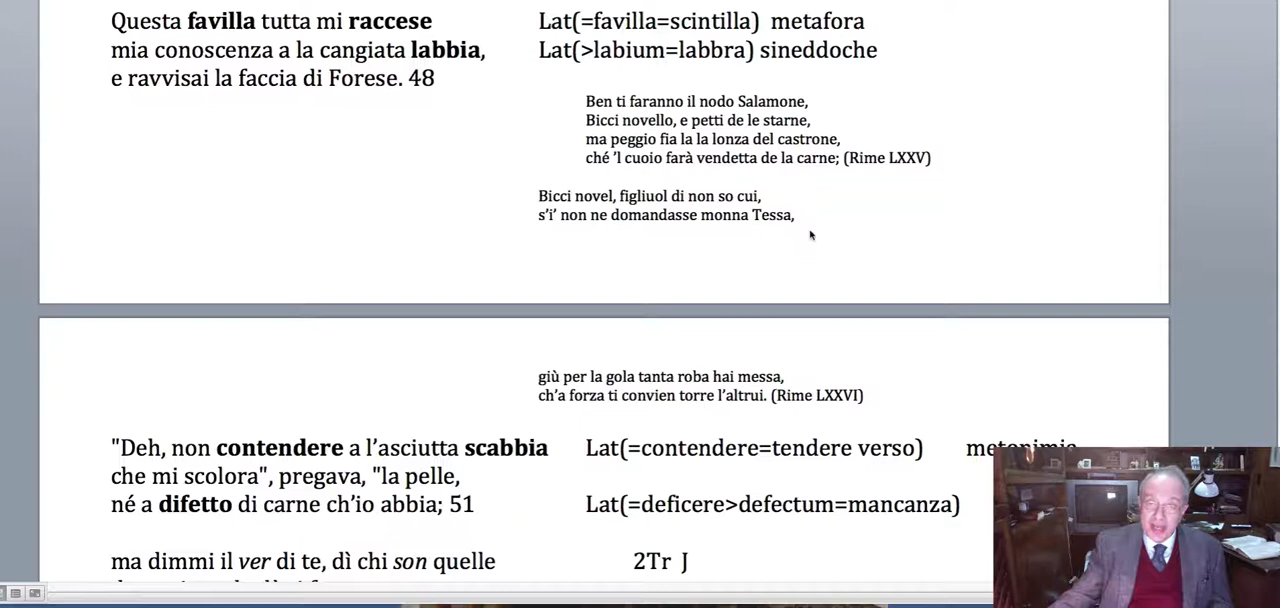 Questa favilla tutta mi raccese
Lat(=favilla=scintilla) metafora
mia conoscenza a la cangiata labbia,
Lat(>labium=labbra) sineddoche
e ravvisai la faccia di Forese. 48
Ben ti faranno il nodo Salamone,
Bicci novello, e petti de le starne,
ma peggio fia la la lonza del castrone,
ché 'l cuoio farà vendetta de la carne; (Rime LXXV)
Bicci novel, figliuol di non so cui,
s'i' non ne domandasse monna Tessa,
giù per la gola tanta roba hai messa,
ch'a forza ti convien torre l'altrui. (Rime LXXVI)
"Deh, non contendere a l'asciutta scabbia
Lat(=contendere=tendere verso) metonimia
che mi scolora", pregava, "la pelle,
né a difetto di carne ch'io abbia; 51
Lat(=deficere>defectum=mancanza)
ma dimmi il ver di te, dì chi son quelle
2Tr J